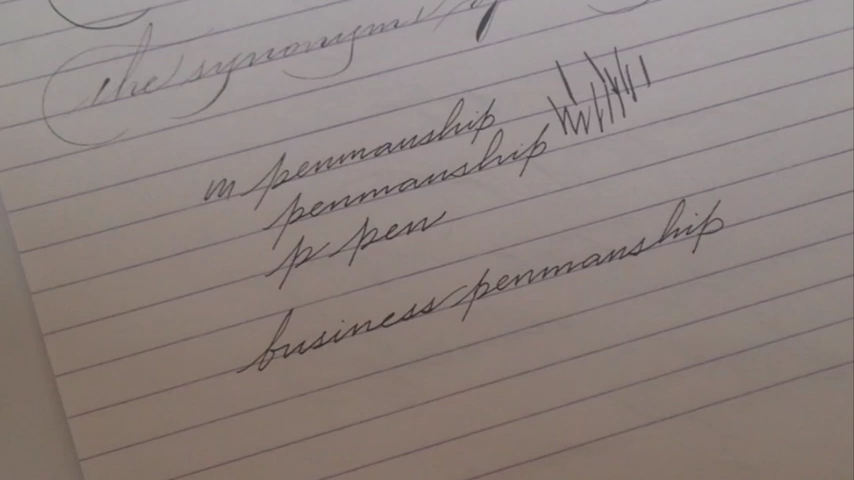 the synonym
m penmanship
penmanship
p pen
business penmanship